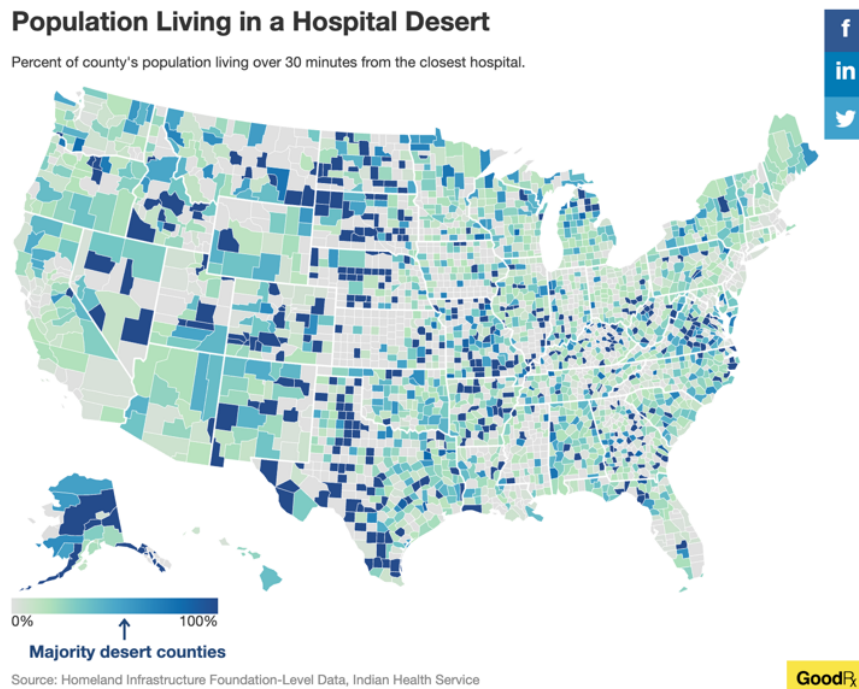 Population Living in a Hospital Desert
f
Percent of county's population living over 30 minutes from the closest hospital.
in
0%
100%
Majority desert counties
Source: Homeland Infrastructure Foundation-Level Data, Indian Health Service
GoodRx